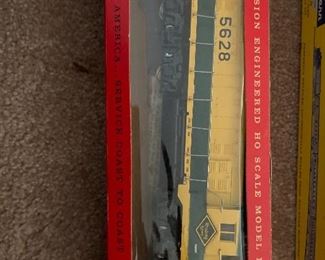 AMERICA. SERVICE COAST TO COAST
5628
SION ENGINEERED HO SCALE MODEL